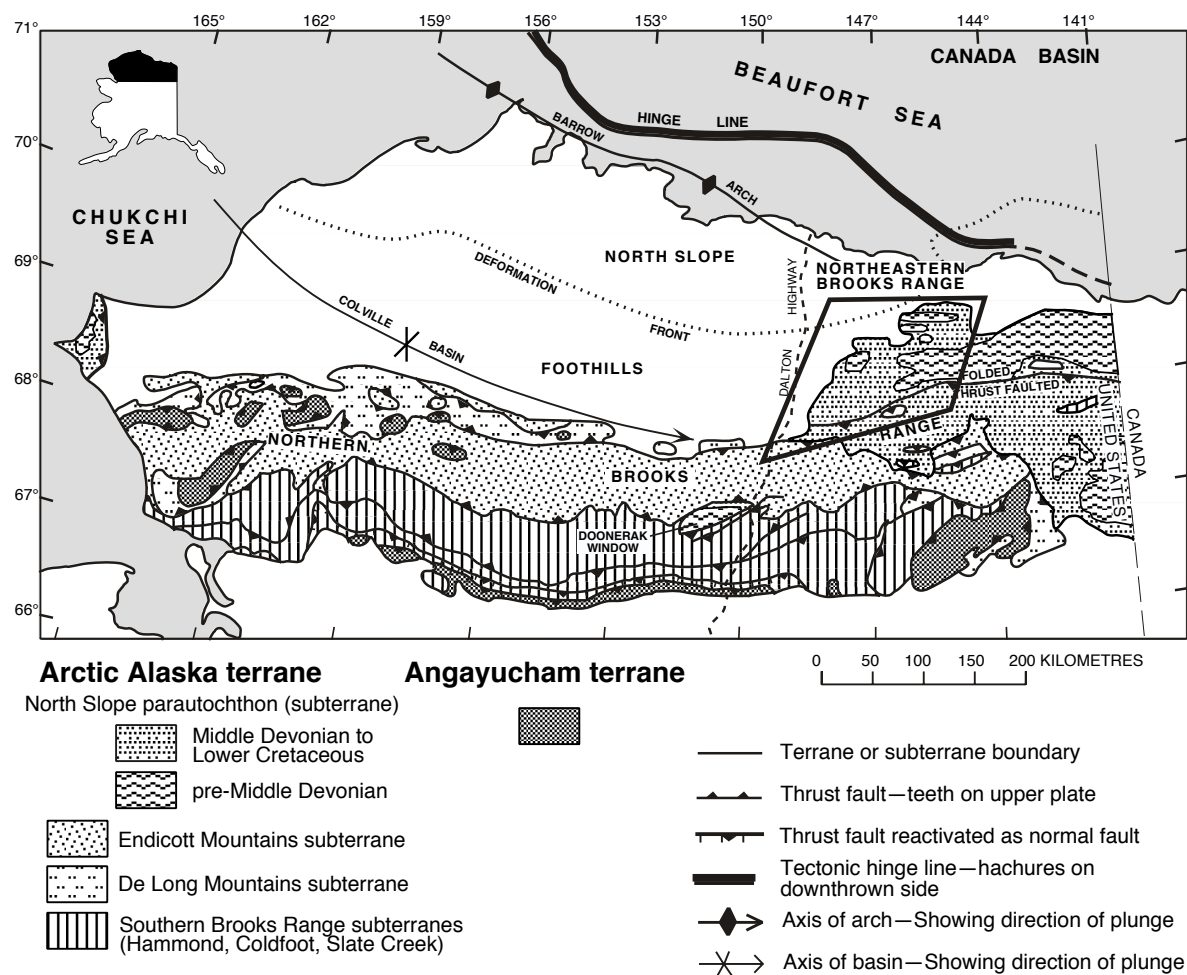 165° 162° 159° 156° 153° 150° 147° 144° 141°
71°
CANADA BASIN
BEAUFORT SEA
HINGE LINE
BARROW
ARCH
70°
CHUKCHI
SEA
NORTH SLOPE
69°
DEFORMATION
FRONT
HIGHWAY
DALTON
NORTHEASTERN
BROOKS RANGE
COLVILLE
BASIN
FOOTHILLS
68°
FOLDED
THRUST FAULTED
NORTHERN
BROOKS
RANGE
UNITED STATES
CANADA
67°
DOONERAK
WINDOW
66°
0 50 100 150 200 KILOMETRES
Arctic Alaska terrane
North Slope parautochthon (subterrane)
Middle Devonian to
Lower Cretaceous
pre-Middle Devonian
Endicott Mountains subterrane
De Long Mountains subterrane
Southern Brooks Range subterranes
(Hammond, Coldfoot, Slate Creek)
Angayucham terrane
Terrane or subterrane boundary
Thrust fault—teeth on upper plate
Thrust fault reactivated as normal fault
Tectonic hinge line—hachures on
downthrown side
Axis of arch—Showing direction of plunge
Axis of basin—Showing direction of plunge